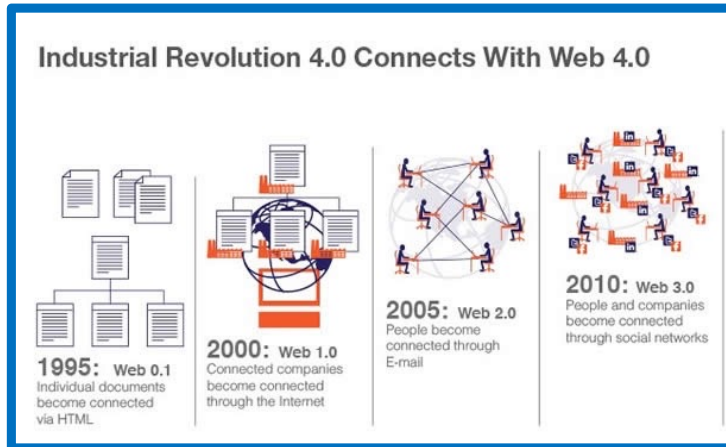 Industrial Revolution 4.0 Connects With Web 4.0
1995: Web 0.1
Individual documents
become connected
via HTML
2000: Web 1.0
Connected companies
become connected
through the Internet
2005: Web 2.0
People become
connected through
E-mail
2010: Web 3.0
People and companies
become connected
through social networks